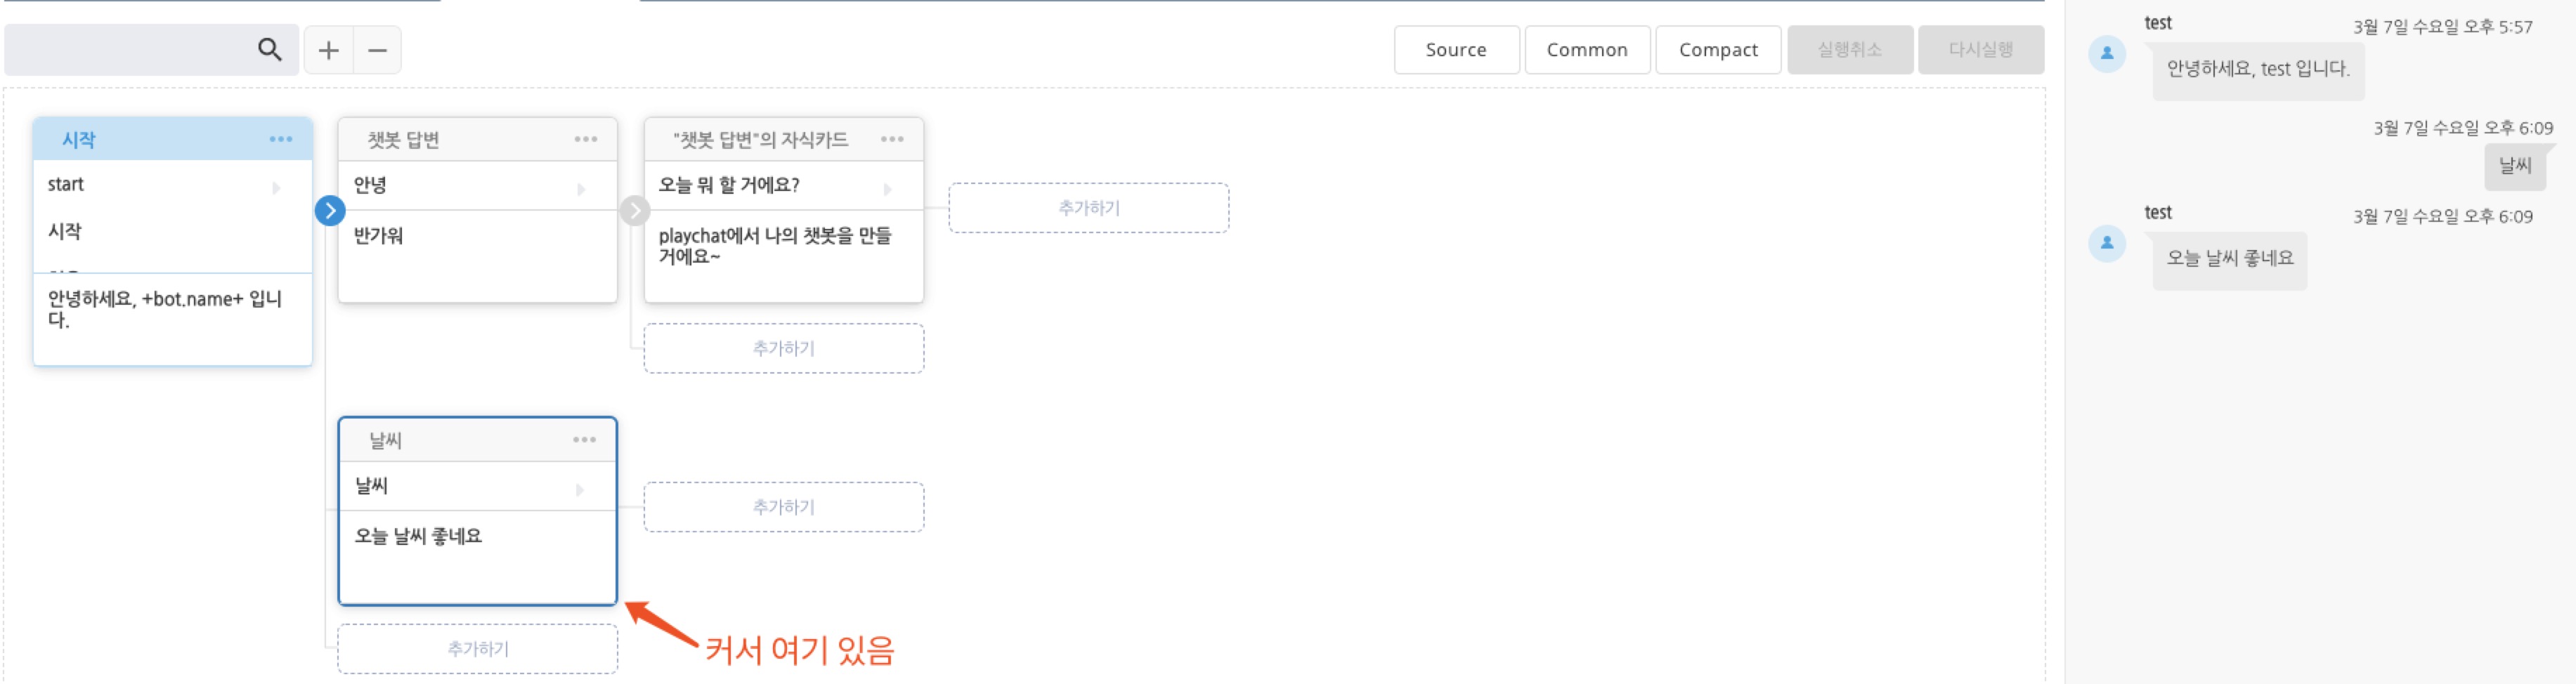 Source
Common
Compact
실행취소
다시실행
시작
start
시작
안녕하세요, +bot.name+ 입니
다.
챗봇 답변
안녕
반가워
"챗봇 답변"의 자식카드
오늘 뭐 할 거에요?
playchat에서 나의 챗봇을 만들
거에요~
추가하기
추가하기
날씨
날씨
오늘 날씨 좋네요
추가하기
추가하기
커서 여기 있음
test
3월 7일 수요일 오후 5:57
안녕하세요, test 입니다.
3월 7일 수요일 오후 6:09
날씨
test
3월 7일 수요일 오후 6:09
오늘 날씨 좋네요